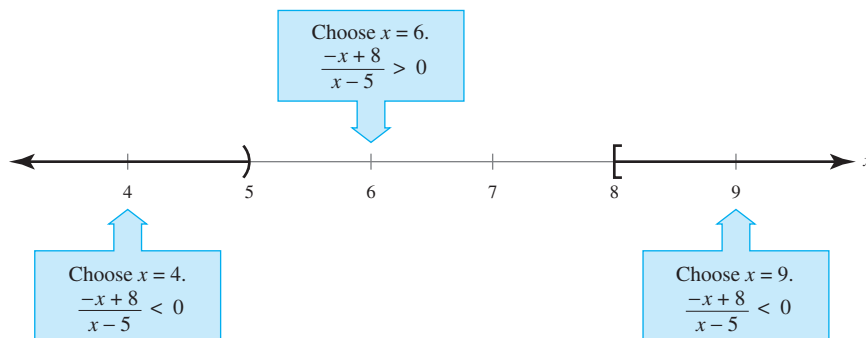 Choose x = 6.
(-x + 8)/(x - 5) > 0
4 5 6 7 8 9 x
Choose x = 4.
(-x + 8)/(x - 5) < 0
Choose x = 9.
(-x + 8)/(x - 5) < 0